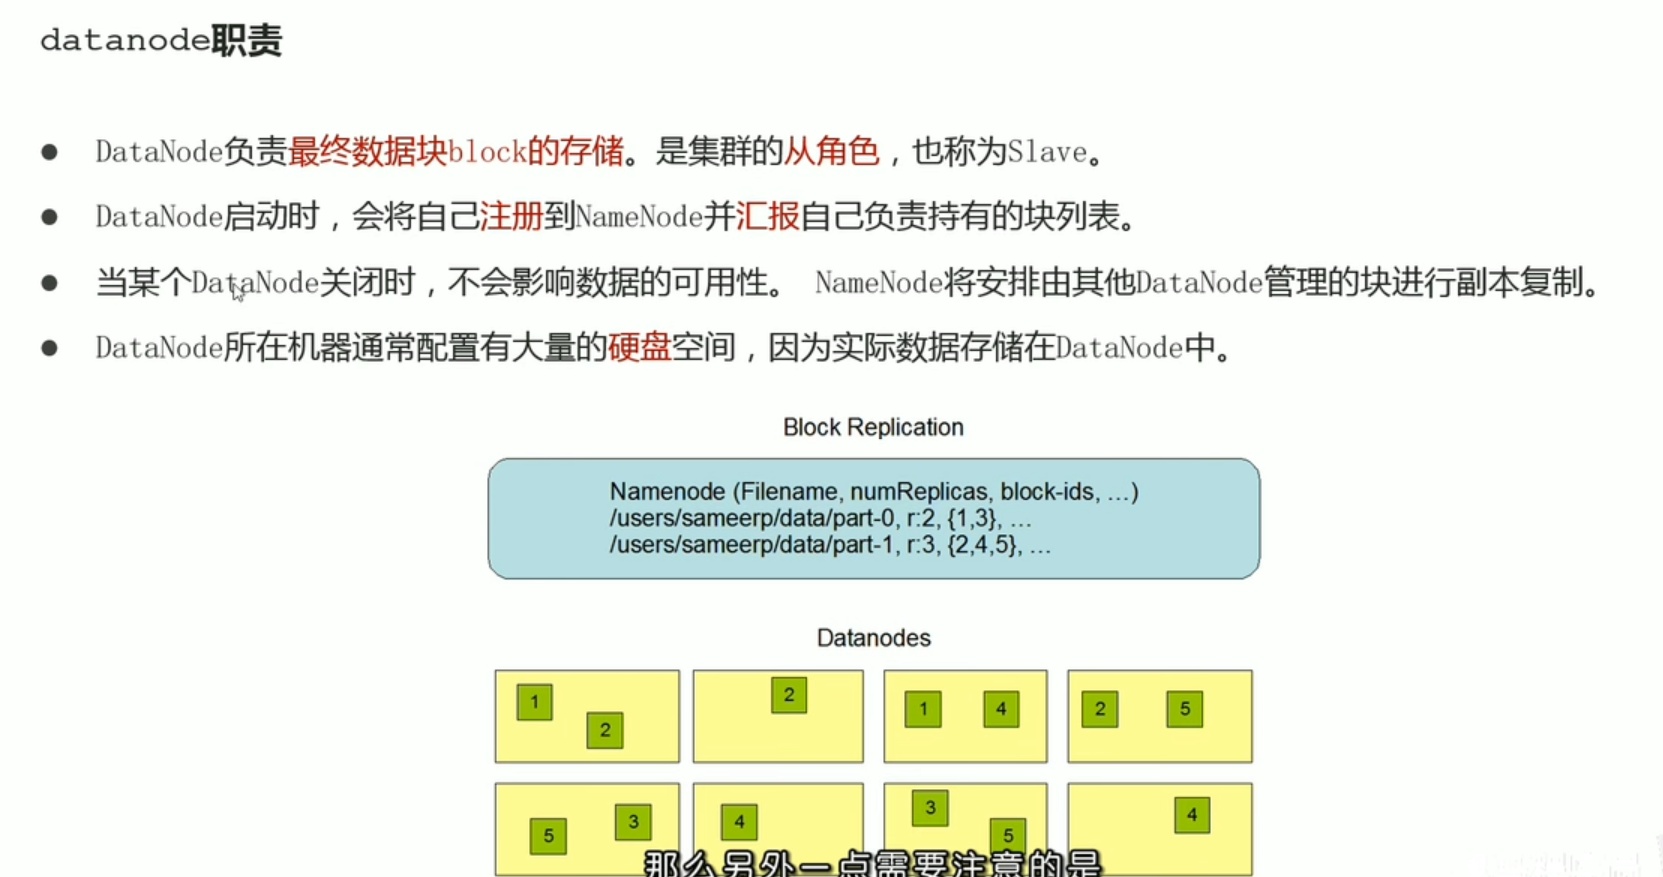 datanode职责
● DataNode负责最终数据块block的存储。是集群的从角色，也称为Slave。
● DataNode启动时，会将自己注册到NameNode并汇报自己负责持有的块列表。
● 当某个DataNode关闭时，不会影响数据的可用性。 NameNode将安排由其他DataNode管理的块进行副本复制。
● DataNode所在机器通常配置有大量的硬盘空间，因为实际数据存储在DataNode中。
Block Replication
Namenode (Filename, numReplicas, block-ids, …)
/users/sameerp/data/part-0, r:2, {1,3}, …
/users/sameerp/data/part-1, r:3, {2,4,5}, …
Datanodes
1 2 2 1 4 2 5
5 3 4 3 5 4
那么另外一点需要注意的是